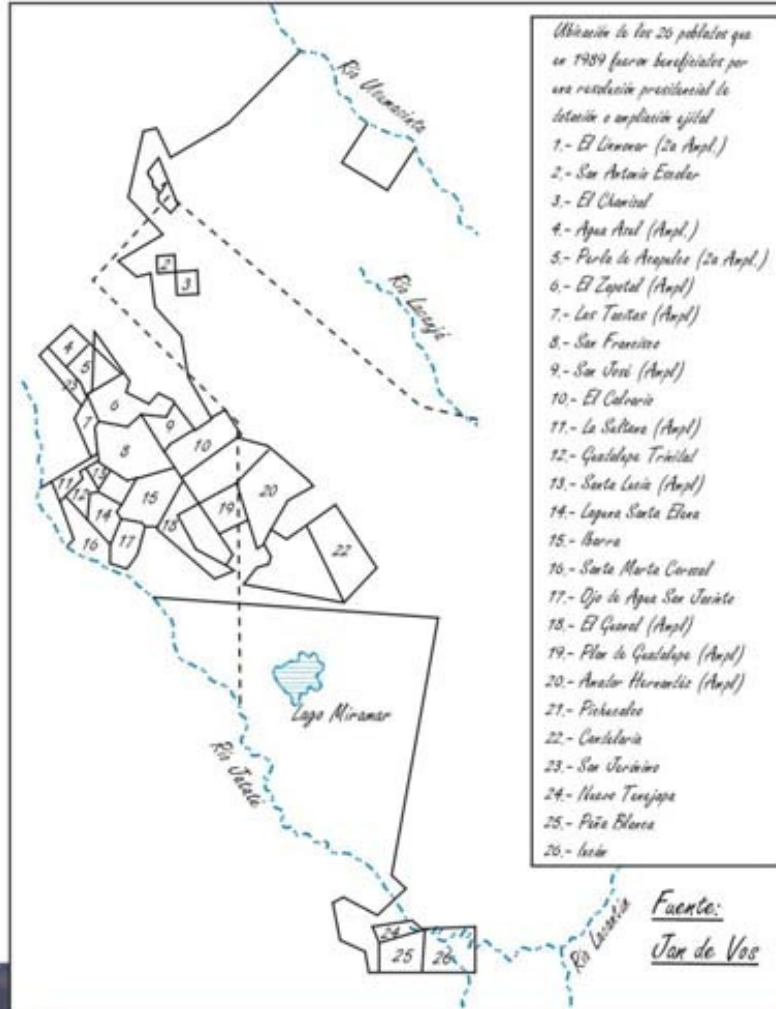 Río Usumacinta
Río Lacanjá
Lago Miramar
Río Jataté
Río Lacantún
1
2
3
4
5
6
7
8
9
10
11
12
13
14
15
16
17
18
19
20
22
23
24
25
26
Ubicación de los 26 poblados que
en 1989 fueron beneficiados por
una resolución presidencial de
dotación o ampliación ejidal
1.- El Limonar (2a Ampl.)
2.- San Antonio Escobar
3.- El Chamizal
4.- Agua Azul (Ampl.)
5.- Perla de Acapulco (2a Ampl.)
6.- El Zapotal (Ampl)
7.- Las Tacitas (Ampl)
8.- San Francisco
9.- San José (Ampl)
10.- El Calvario
11.- La Sultana (Ampl)
12.- Guadalupe Trinidad
13.- Santa Lucía (Ampl)
14.- Laguna Santa Elena
15.- Ibarra
16.- Santa Marta Corozal
17.- Ojo de Agua San Jacinto
18.- El Guanal (Ampl)
19.- Plan de Guadalupe (Ampl)
20.- Amador Hernández (Ampl)
21.- Pichucalco
22.- Candelaria
23.- San Jerónimo
24.- Nuevo Tenejapa
25.- Peña Blanca
26.- Ixcán
Fuente:
Jan de Vos